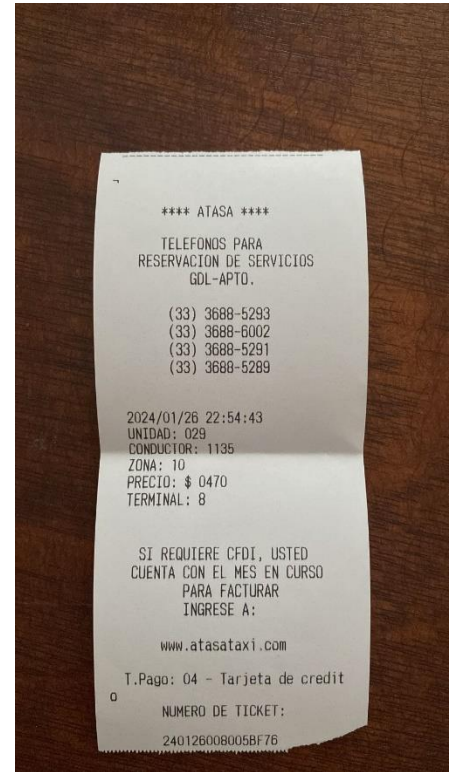 **** ATASA ****
TELEFONOS PARA
RESERVACION DE SERVICIOS
GDL-APTO.
(33) 3688-5293
(33) 3688-6002
(33) 3688-5291
(33) 3688-5289
2024/01/26 22:54:43
UNIDAD: 029
CONDUCTOR: 1135
ZONA: 10
PRECIO: $ 0470
TERMINAL: 8
SI REQUIERE CFDI, USTED
CUENTA CON EL MES EN CURSO
PARA FACTURAR
INGRESE A:
www.atasataxi.com
T.Pago: 04 - Tarjeta de credit
o
NUMERO DE TICKET:
240126008005BF76